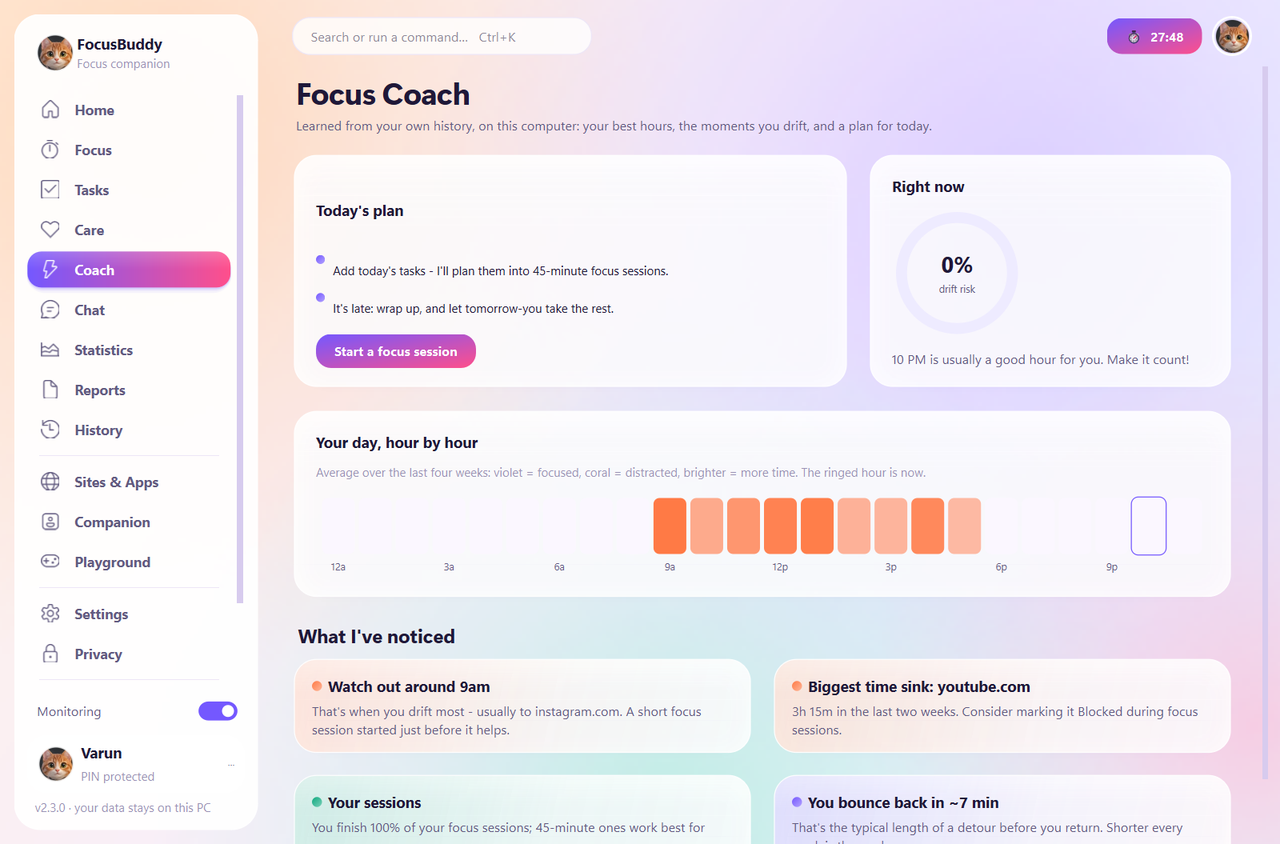 FocusBuddy
Focus companion
Home
Focus
Tasks
Care
Coach
Chat
Statistics
Reports
History
Sites & Apps
Companion
Playground
Settings
Privacy
Monitoring
Varun
PIN protected
...
v2.3.0 · your data stays on this PC
Search or run a command... Ctrl+K
27:48
Focus Coach
Learned from your own history, on this computer: your best hours, the moments you drift, and a plan for today.
Today's plan
Add today's tasks - I'll plan them into 45-minute focus sessions.
It's late: wrap up, and let tomorrow-you take the rest.
Start a focus session
Right now
0%
drift risk
10 PM is usually a good hour for you. Make it count!
Your day, hour by hour
Average over the last four weeks: violet = focused, coral = distracted, brighter = more time. The ringed hour is now.
12a 3a 6a 9a 12p 3p 6p 9p
What I've noticed
Watch out around 9am
That's when you drift most - usually to instagram.com. A short focus
session started just before it helps.
Biggest time sink: youtube.com
3h 15m in the last two weeks. Consider marking it Blocked during focus
sessions.
Your sessions
You finish 100% of your focus sessions; 45-minute ones work best for
You bounce back in ~7 min
That's the typical length of a detour before you return. Shorter every